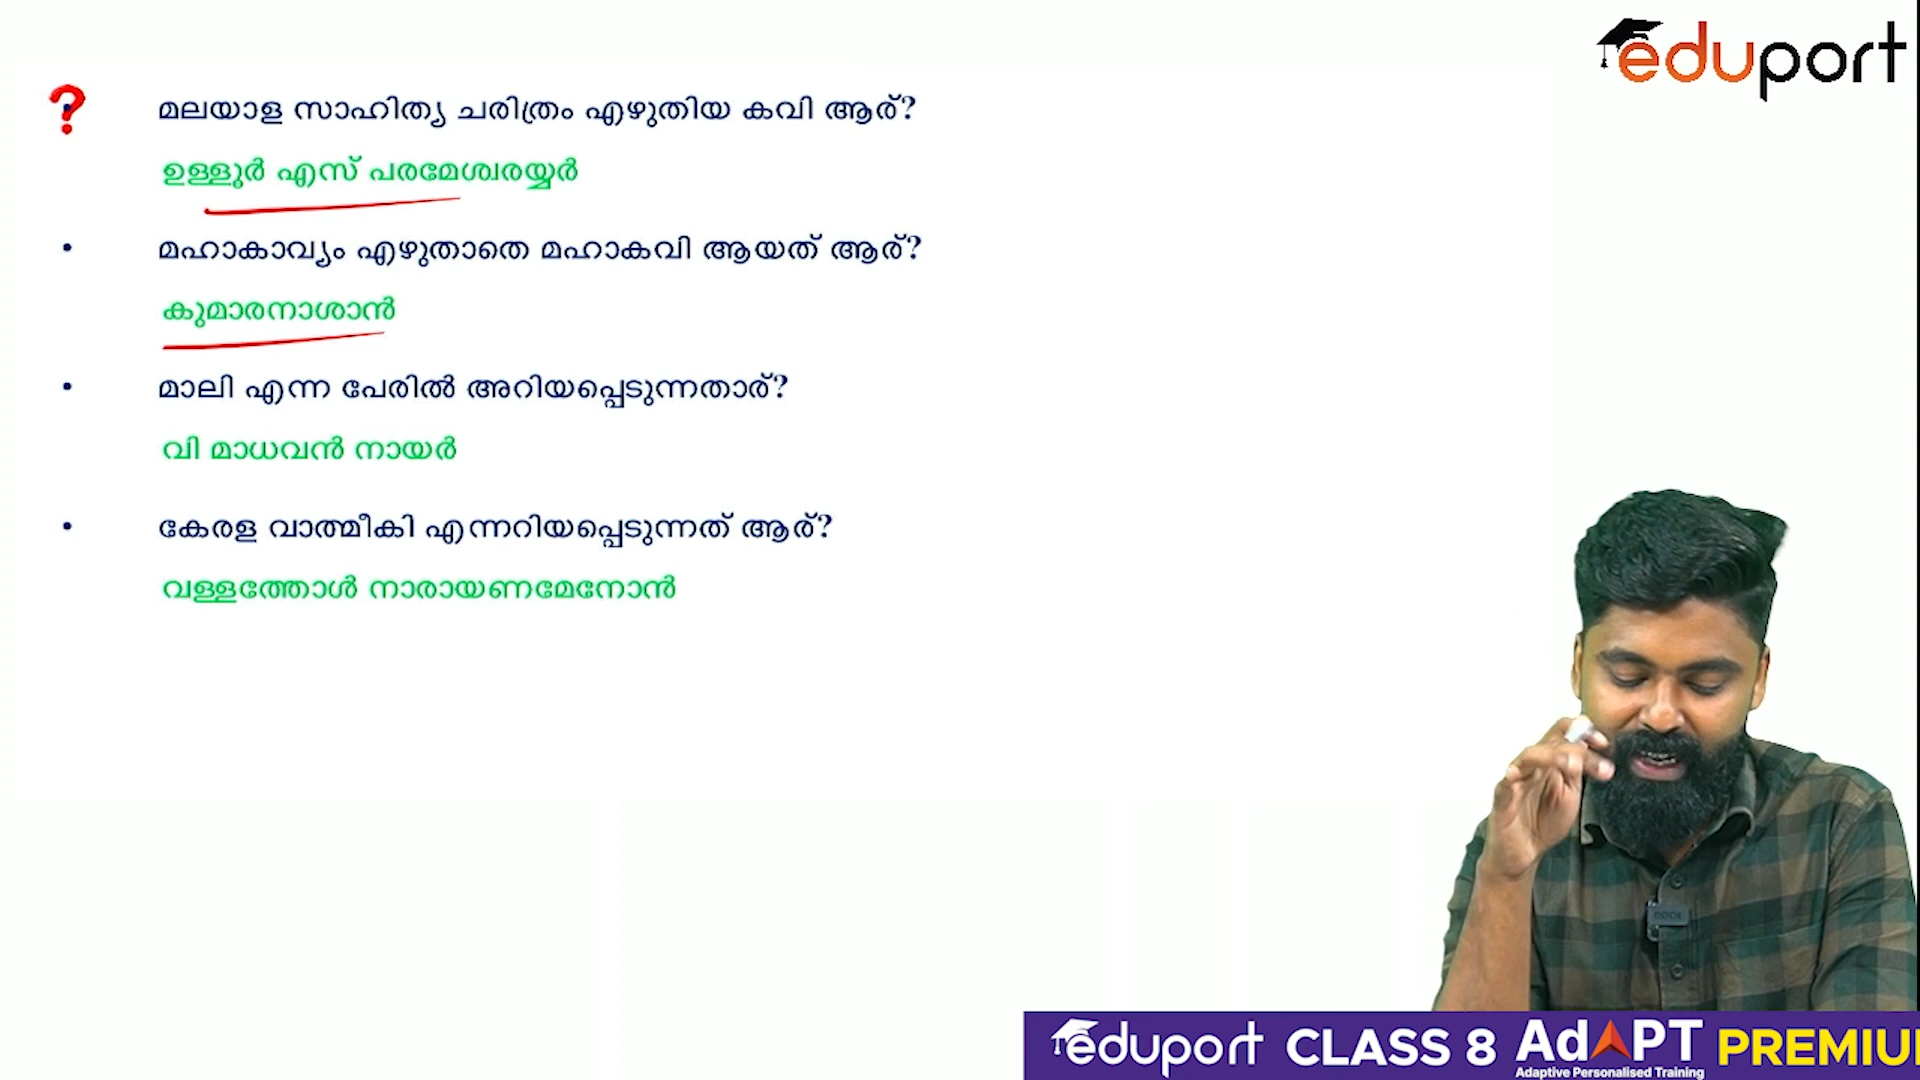 eduport
? മലയാള സാഹിത്യ ചരിത്രം എഴുതിയ കവി ആര്?
ഉള്ളൂർ എസ് പരമേശ്വരയ്യർ
• മഹാകാവ്യം എഴുതാതെ മഹാകവി ആയത് ആര്?
കുമാരനാശാൻ
• മാലി എന്ന പേരിൽ അറിയപ്പെടുന്നതാര്?
വി മാധവൻ നായർ
• കേരള വാത്മീകി എന്നറിയപ്പെടുന്നത് ആര്?
വള്ളത്തോൾ നാരായണമേനോൻ
eduport CLASS 8 AdAPT PREMIU
Adaptive Personalised Training